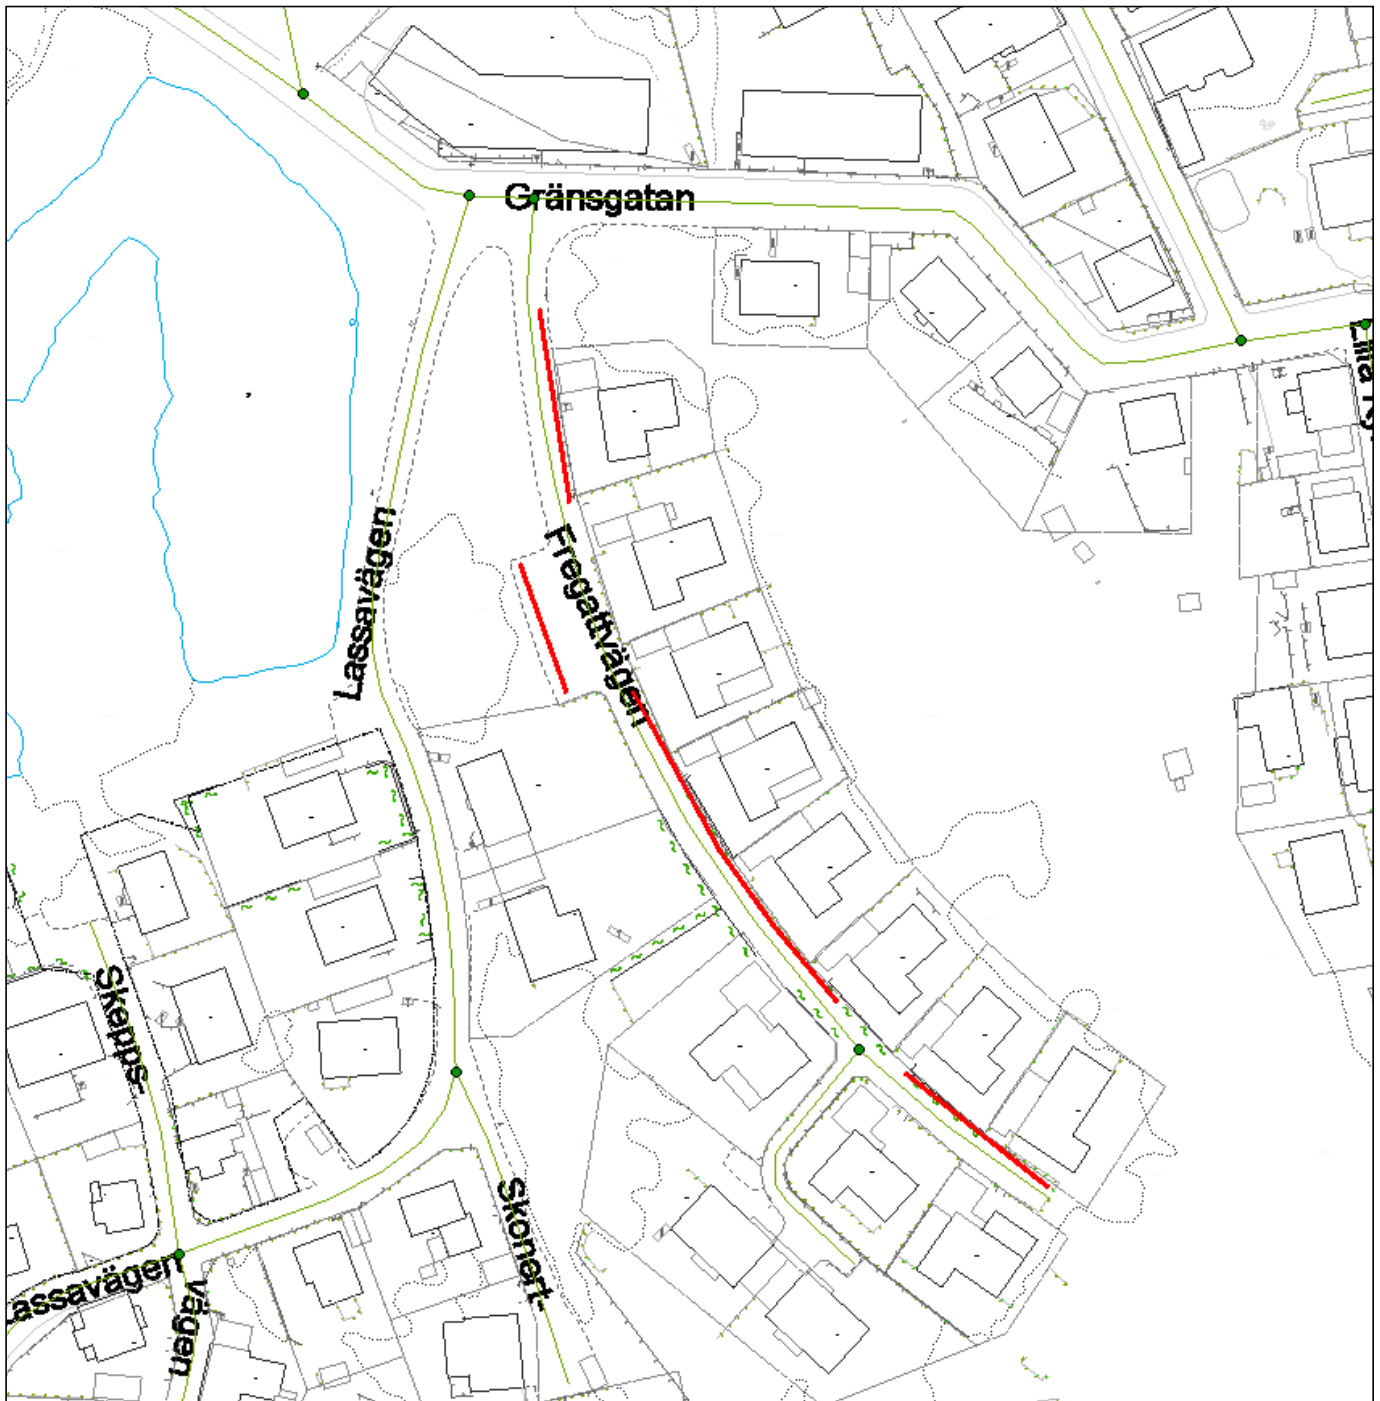 Gränsgatan
Lassavägen
Fregattvägen
Skepps-
Skonert-
Lassavägen
vägen